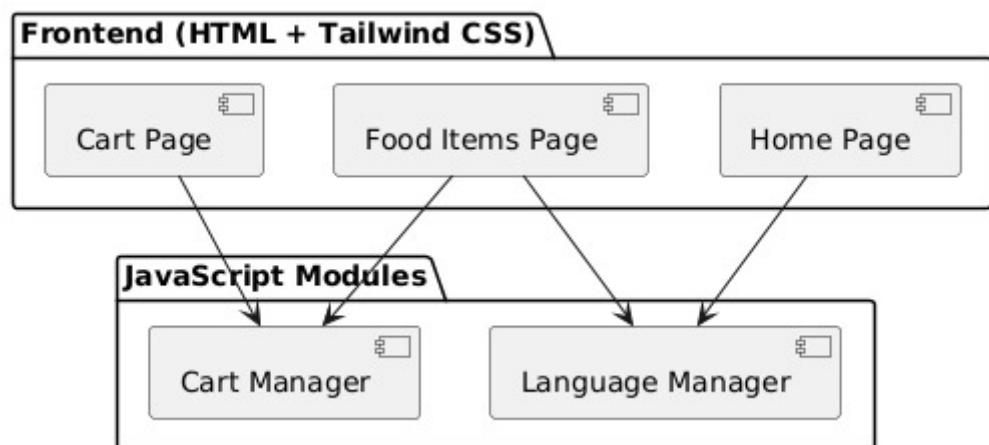 Frontend (HTML + Tailwind CSS)
Cart Page
Food Items Page
Home Page
JavaScript Modules
Cart Manager
Language Manager